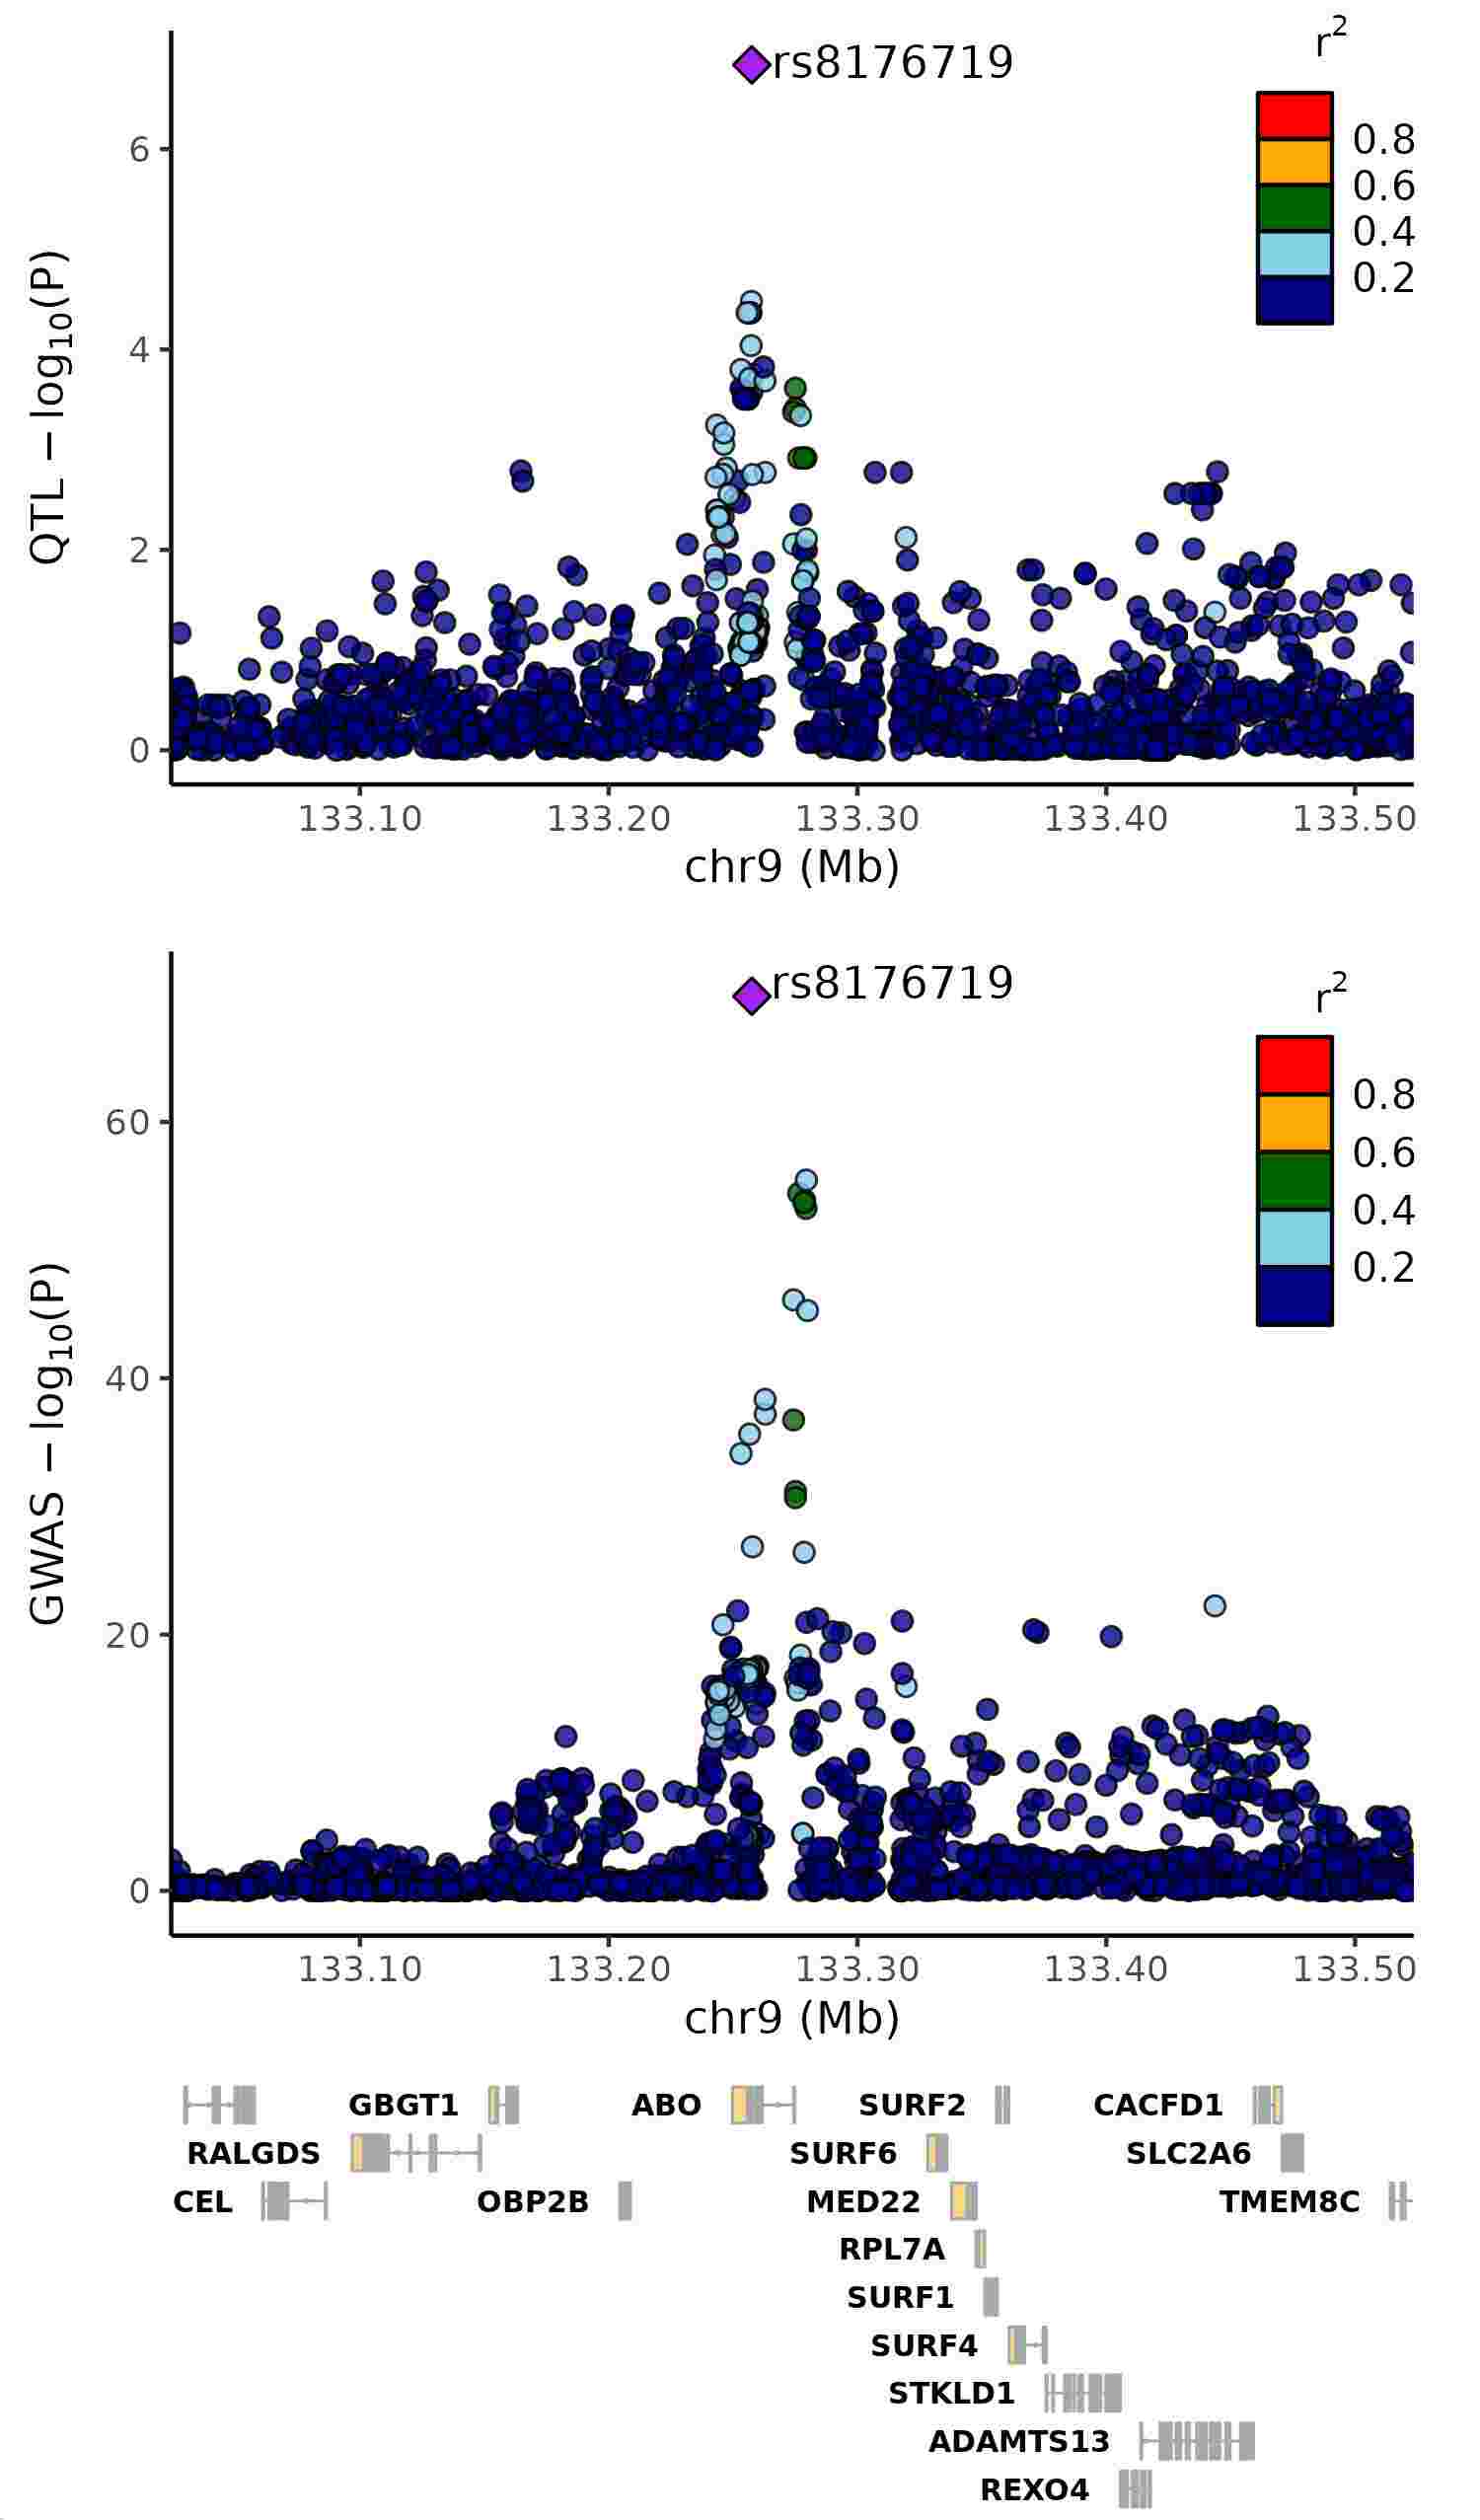 rs8176719
r2
0.8
0.6
0.4
0.2
6
4
2
0
QTL −log10(P)
133.10 133.20 133.30 133.40 133.50
chr9 (Mb)
rs8176719
r2
0.8
0.6
0.4
0.2
60
40
20
0
GWAS −log10(P)
133.10 133.20 133.30 133.40 133.50
chr9 (Mb)
GBGT1 ABO SURF2 CACFD1
RALGDS SURF6 SLC2A6
CEL OBP2B MED22 TMEM8C
RPL7A
SURF1
SURF4
STKLD1
ADAMTS13
REXO4